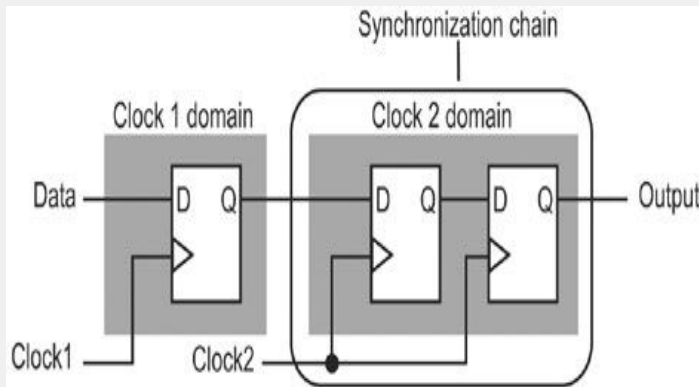 Synchronization chain
Clock 1 domain
Clock 2 domain
Data
D Q
D Q
D Q
Output
Clock1
Clock2